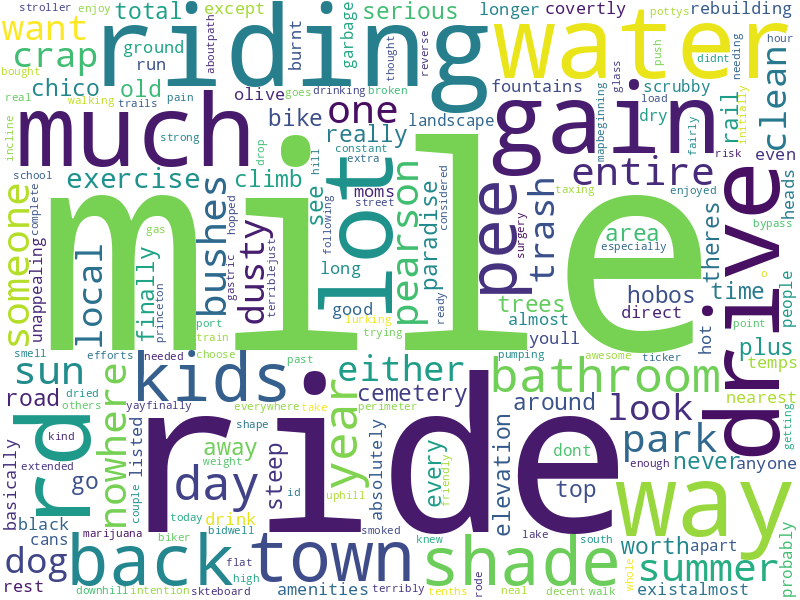 stroller enjoy total aboutpath garbage serious longer covertly rebuilding pottys
want except thought reverse
crap riding water
ground run burnt hour
bought chico old olive goes drinking broken fountains push didnt needing clean
real walking trails pain one landscape scrubby glass mapbeginning load initially
incline much strong bike really gain dry rail fairly
drop hill constant extra risk even
school exercise climb see moms street entire taxing enjoyed heads
someone unappealing complete local gas finally princeton bushes hopped gastric dusty terriblejust lot following considered paradise pearson pee surgery trash area especially theres drive bypass people
mile
long good lurking trying ready trees almost hobos direct time hot o point plus
port train youll
smell efforts needed choose past pumping awesome ticker temps
sun kids either bathroom nearest
road dried others yayfinally everywhere take cemetery perimeter around look getting
rd nowhere listed kind shape year ride elevation park
basically extended couple away weight steep absolutely every friendly dont enough never anyone
go day id uphill top way
black today drink bidwell smoked knew lake south worth apart
cans marijuana biker
dog back town flat shade summer probably
rest high amenities existalmost
downhill intention skteboard terribly rode tenths neal decent walk whole